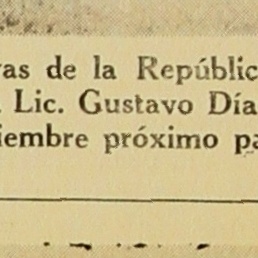 vas de la Repúblic
Lic. Gustavo Día
iembre próximo pa